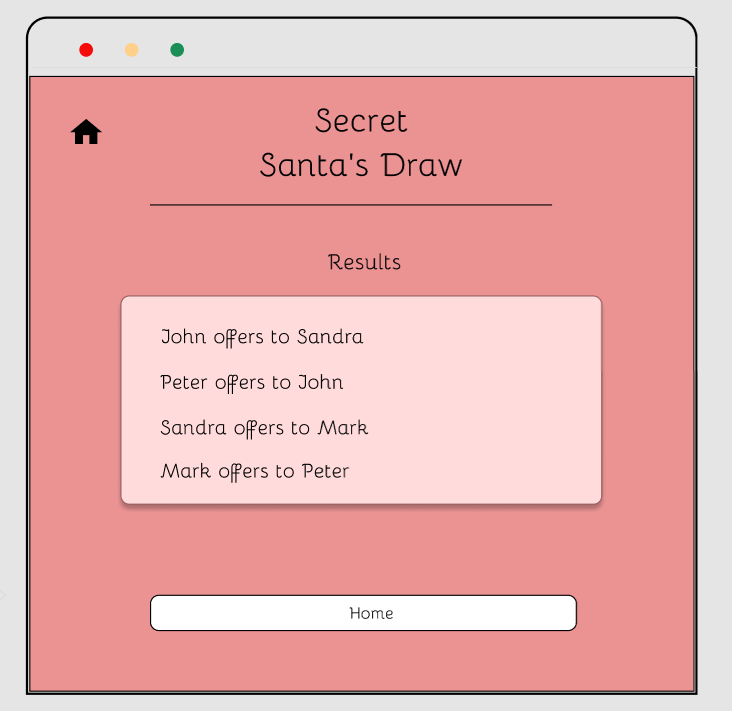 Secret
Santa's Draw
Results
John offers to Sandra
Peter offers to John
Sandra offers to Mark
Mark offers to Peter
Home